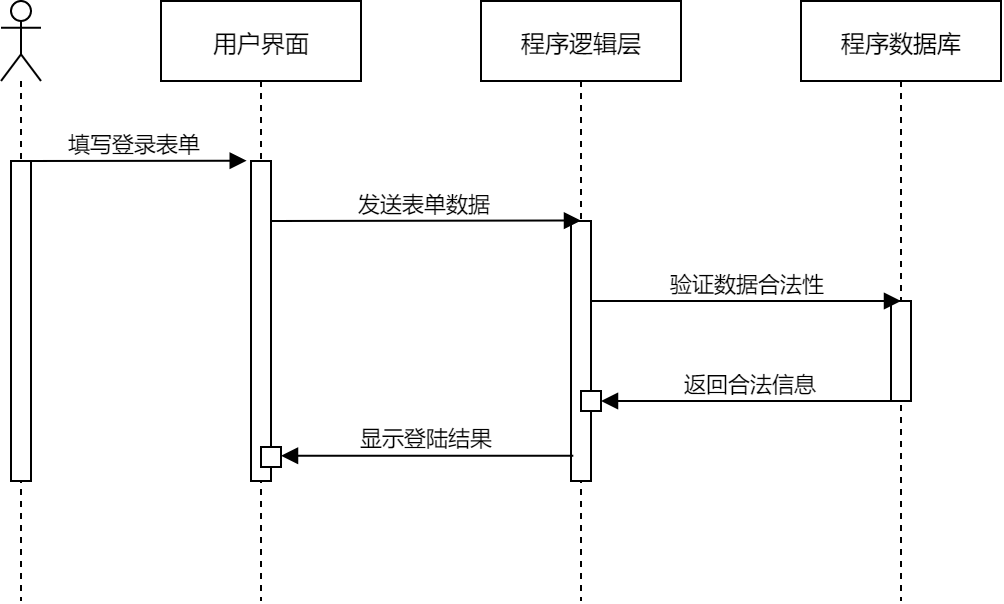 用户界面
程序逻辑层
程序数据库
填写登录表单
发送表单数据
验证数据合法性
返回合法信息
显示登陆结果